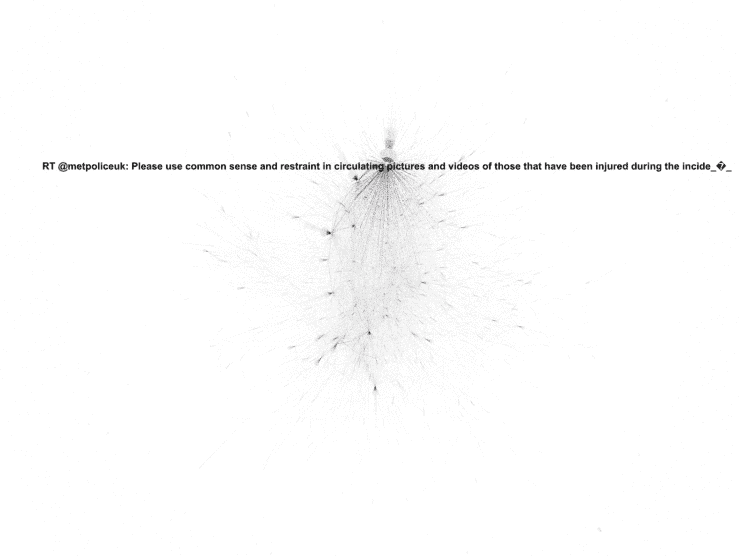 RT @metpoliceuk: Please use common sense and restraint in circulating pictures and videos of those that have been injured during the incide_�_